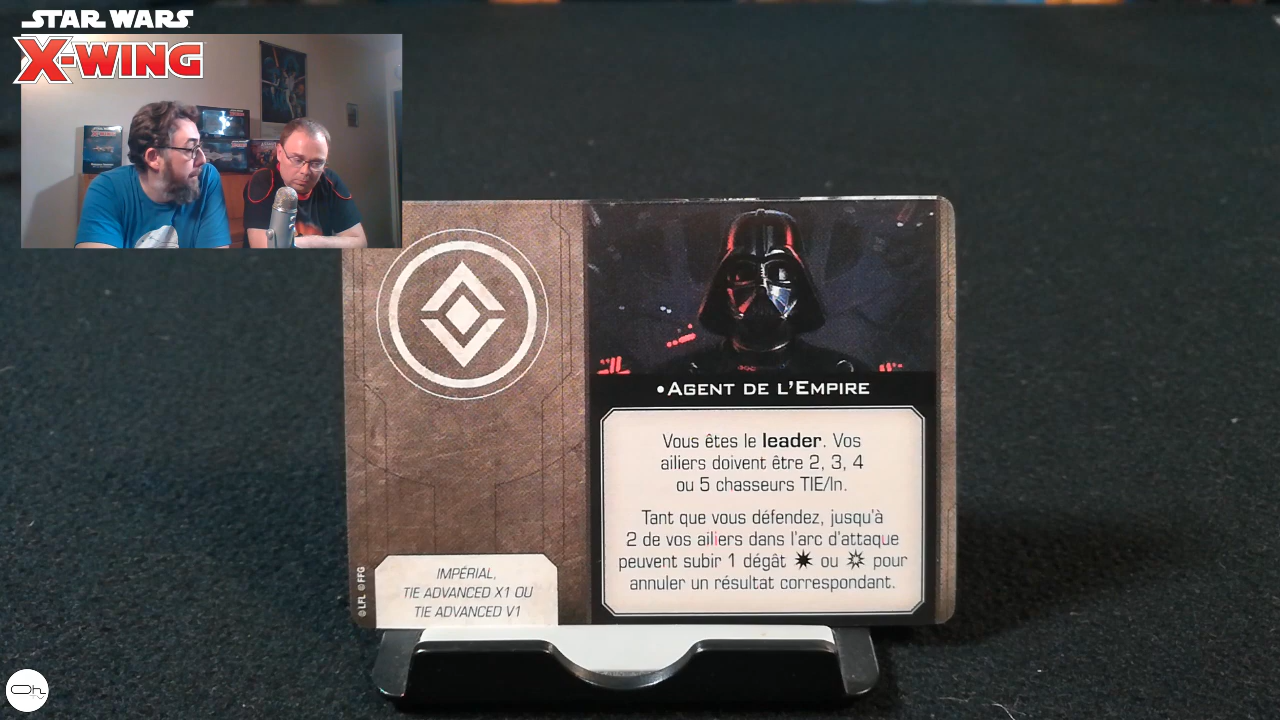 STAR WARS
X-WING
•AGENT DE L'EMPIRE
Vous êtes le leader. Vos
ailiers doivent être 2, 3, 4
ou 5 chasseurs TIE/ln.
Tant que vous défendez, jusqu'à
2 de vos ailiers dans l'arc d'attaque
peuvent subir 1 dégât ou pour
annuler un résultat correspondant.
IMPÉRIAL,
TIE ADVANCED X1 OU
TIE ADVANCED V1
©LFL ©FFG